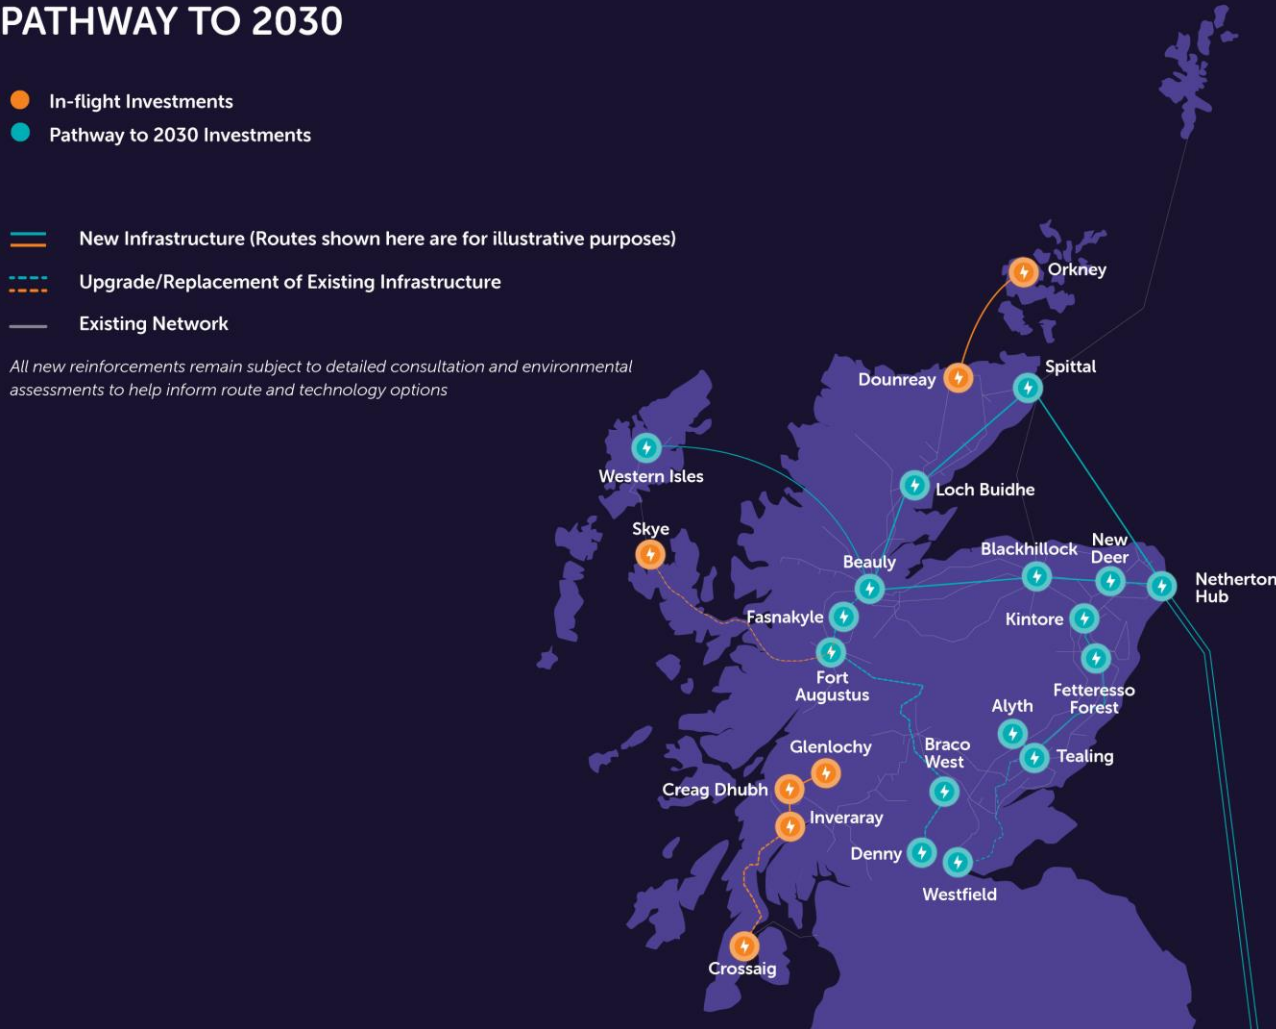 PATHWAY TO 2030
In-flight Investments
Pathway to 2030 Investments
New Infrastructure (Routes shown here are for illustrative purposes)
Upgrade/Replacement of Existing Infrastructure
Existing Network
All new reinforcements remain subject to detailed consultation and environmental
assessments to help inform route and technology options
Orkney
Spittal
Dounreay
Western Isles
Loch Buidhe
Skye
New
Deer
Blackhillock
Beauly
Netherton
Hub
Fasnakyle
Kintore
Fort
Augustus
Fetteresso
Forest
Alyth
Glenlochy
Braco
West
Tealing
Creag Dhubh
Inveraray
Denny
Westfield
Crossaig